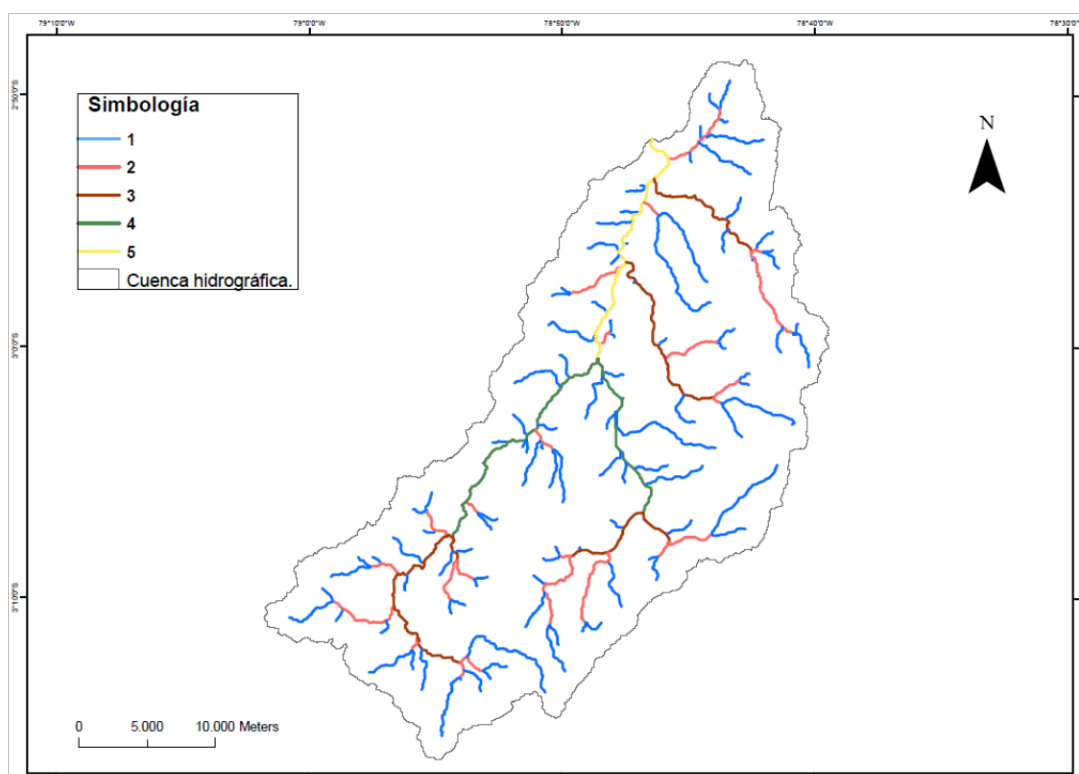 79°10'0"W 79°0'0"W 78°50'0"W 78°40'0"W 78°30'0"W
2°50'0"S
Simbología
1
2
3
4
5
Cuenca hidrográfica.
N
3°0'0"S
3°10'0"S
0 5.000 10.000 Meters